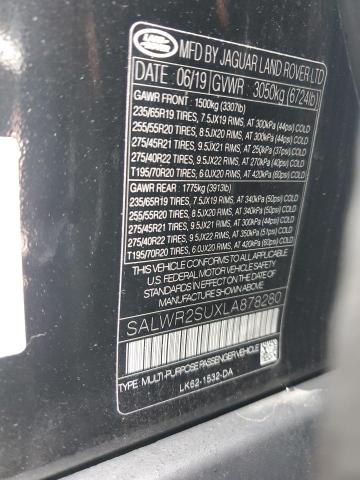 LAND ROVER
MFD BY JAGUAR LAND ROVER LTD
DATE 06/19 GVWR : 3050kg (6724lb)
GAWR FRONT : 1500kg (3307lb)
235/65R19 TIRES, 7.5JX19 RIMS, AT 300kPa (44psi) COLD
255/55R20 TIRES, 8.5JX20 RIMS, AT 300kPa (44psi) COLD
275/45R21 TIRES, 9.5JX21 RIMS, AT 250kPa (37psi) COLD
275/40R22 TIRES, 9.5JX22 RIMS, AT 270kPa (40psi) COLD
T195/70R20 TIRES, 6.0JX20 RIMS, AT 420kPa (60psi) COLD
GAWR REAR : 1775kg (3913lb)
235/65R19 TIRES, 7.5JX19 RIMS, AT 340kPa (50psi) COLD
255/55R20 TIRES, 8.5JX20 RIMS, AT 340kPa (50psi) COLD
275/45R21 TIRES, 9.5JX21 RIMS, AT 300kPa (44psi) COLD
275/40R22 TIRES, 9.5JX22 RIMS, AT 350kPa (51psi) COLD
T195/70R20 TIRES, 6.0JX20 RIMS, AT 420kPa (60psi) COLD
THIS VEHICLE CONFORMS TO ALL APPLICABLE
U.S. FEDERAL MOTOR VEHICLE SAFETY
STANDARDS IN EFFECT ON THE DATE OF
MANUFACTURE SHOWN ABOVE
SALWR2SUXLA878280
TYPE: MULTI-PURPOSE PASSENGER VEHICLE
LK62-1532-DA